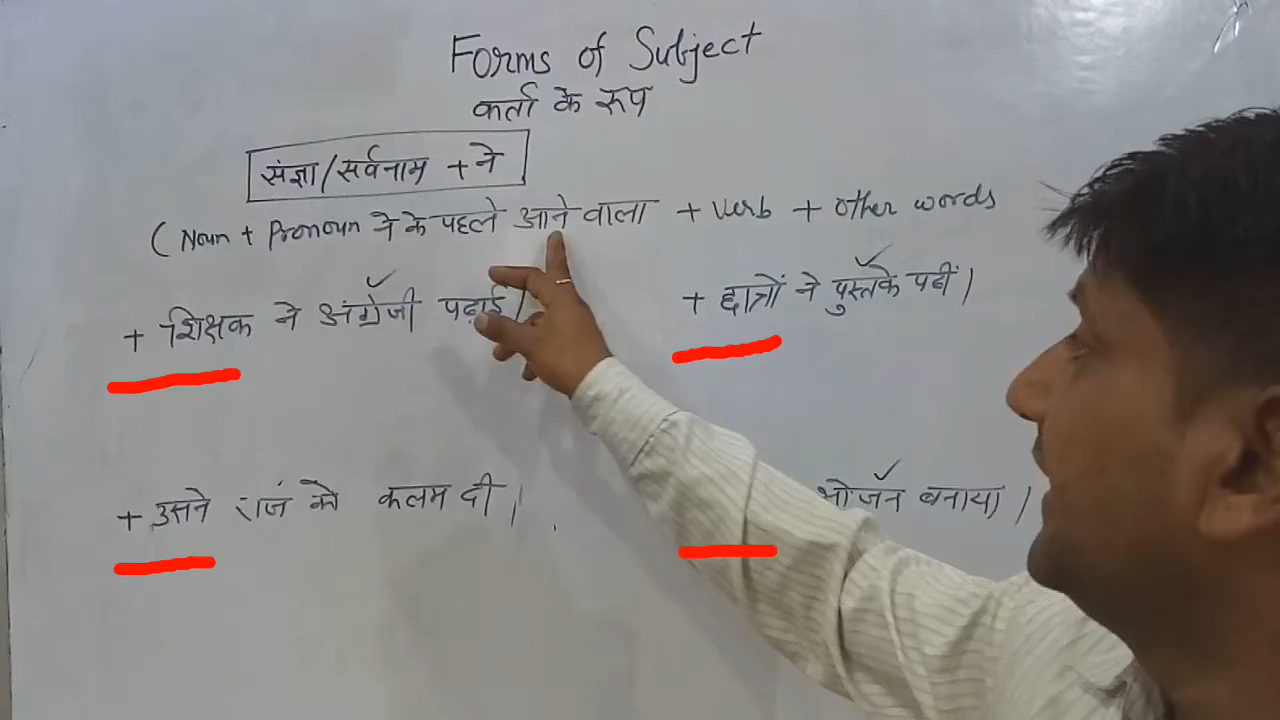 Forms of Subject
कर्ता के रूप
संज्ञा/सर्वनाम + ने
(Noun + Pronoun ने के पहले आने वाला + Verb + Other words
+ शिक्षक ने अंग्रेजी पढ़ाई।
+ छात्रों ने पुस्तकें पढीं।
+ उसने राज को कलम दी।
भोजन बनाया।